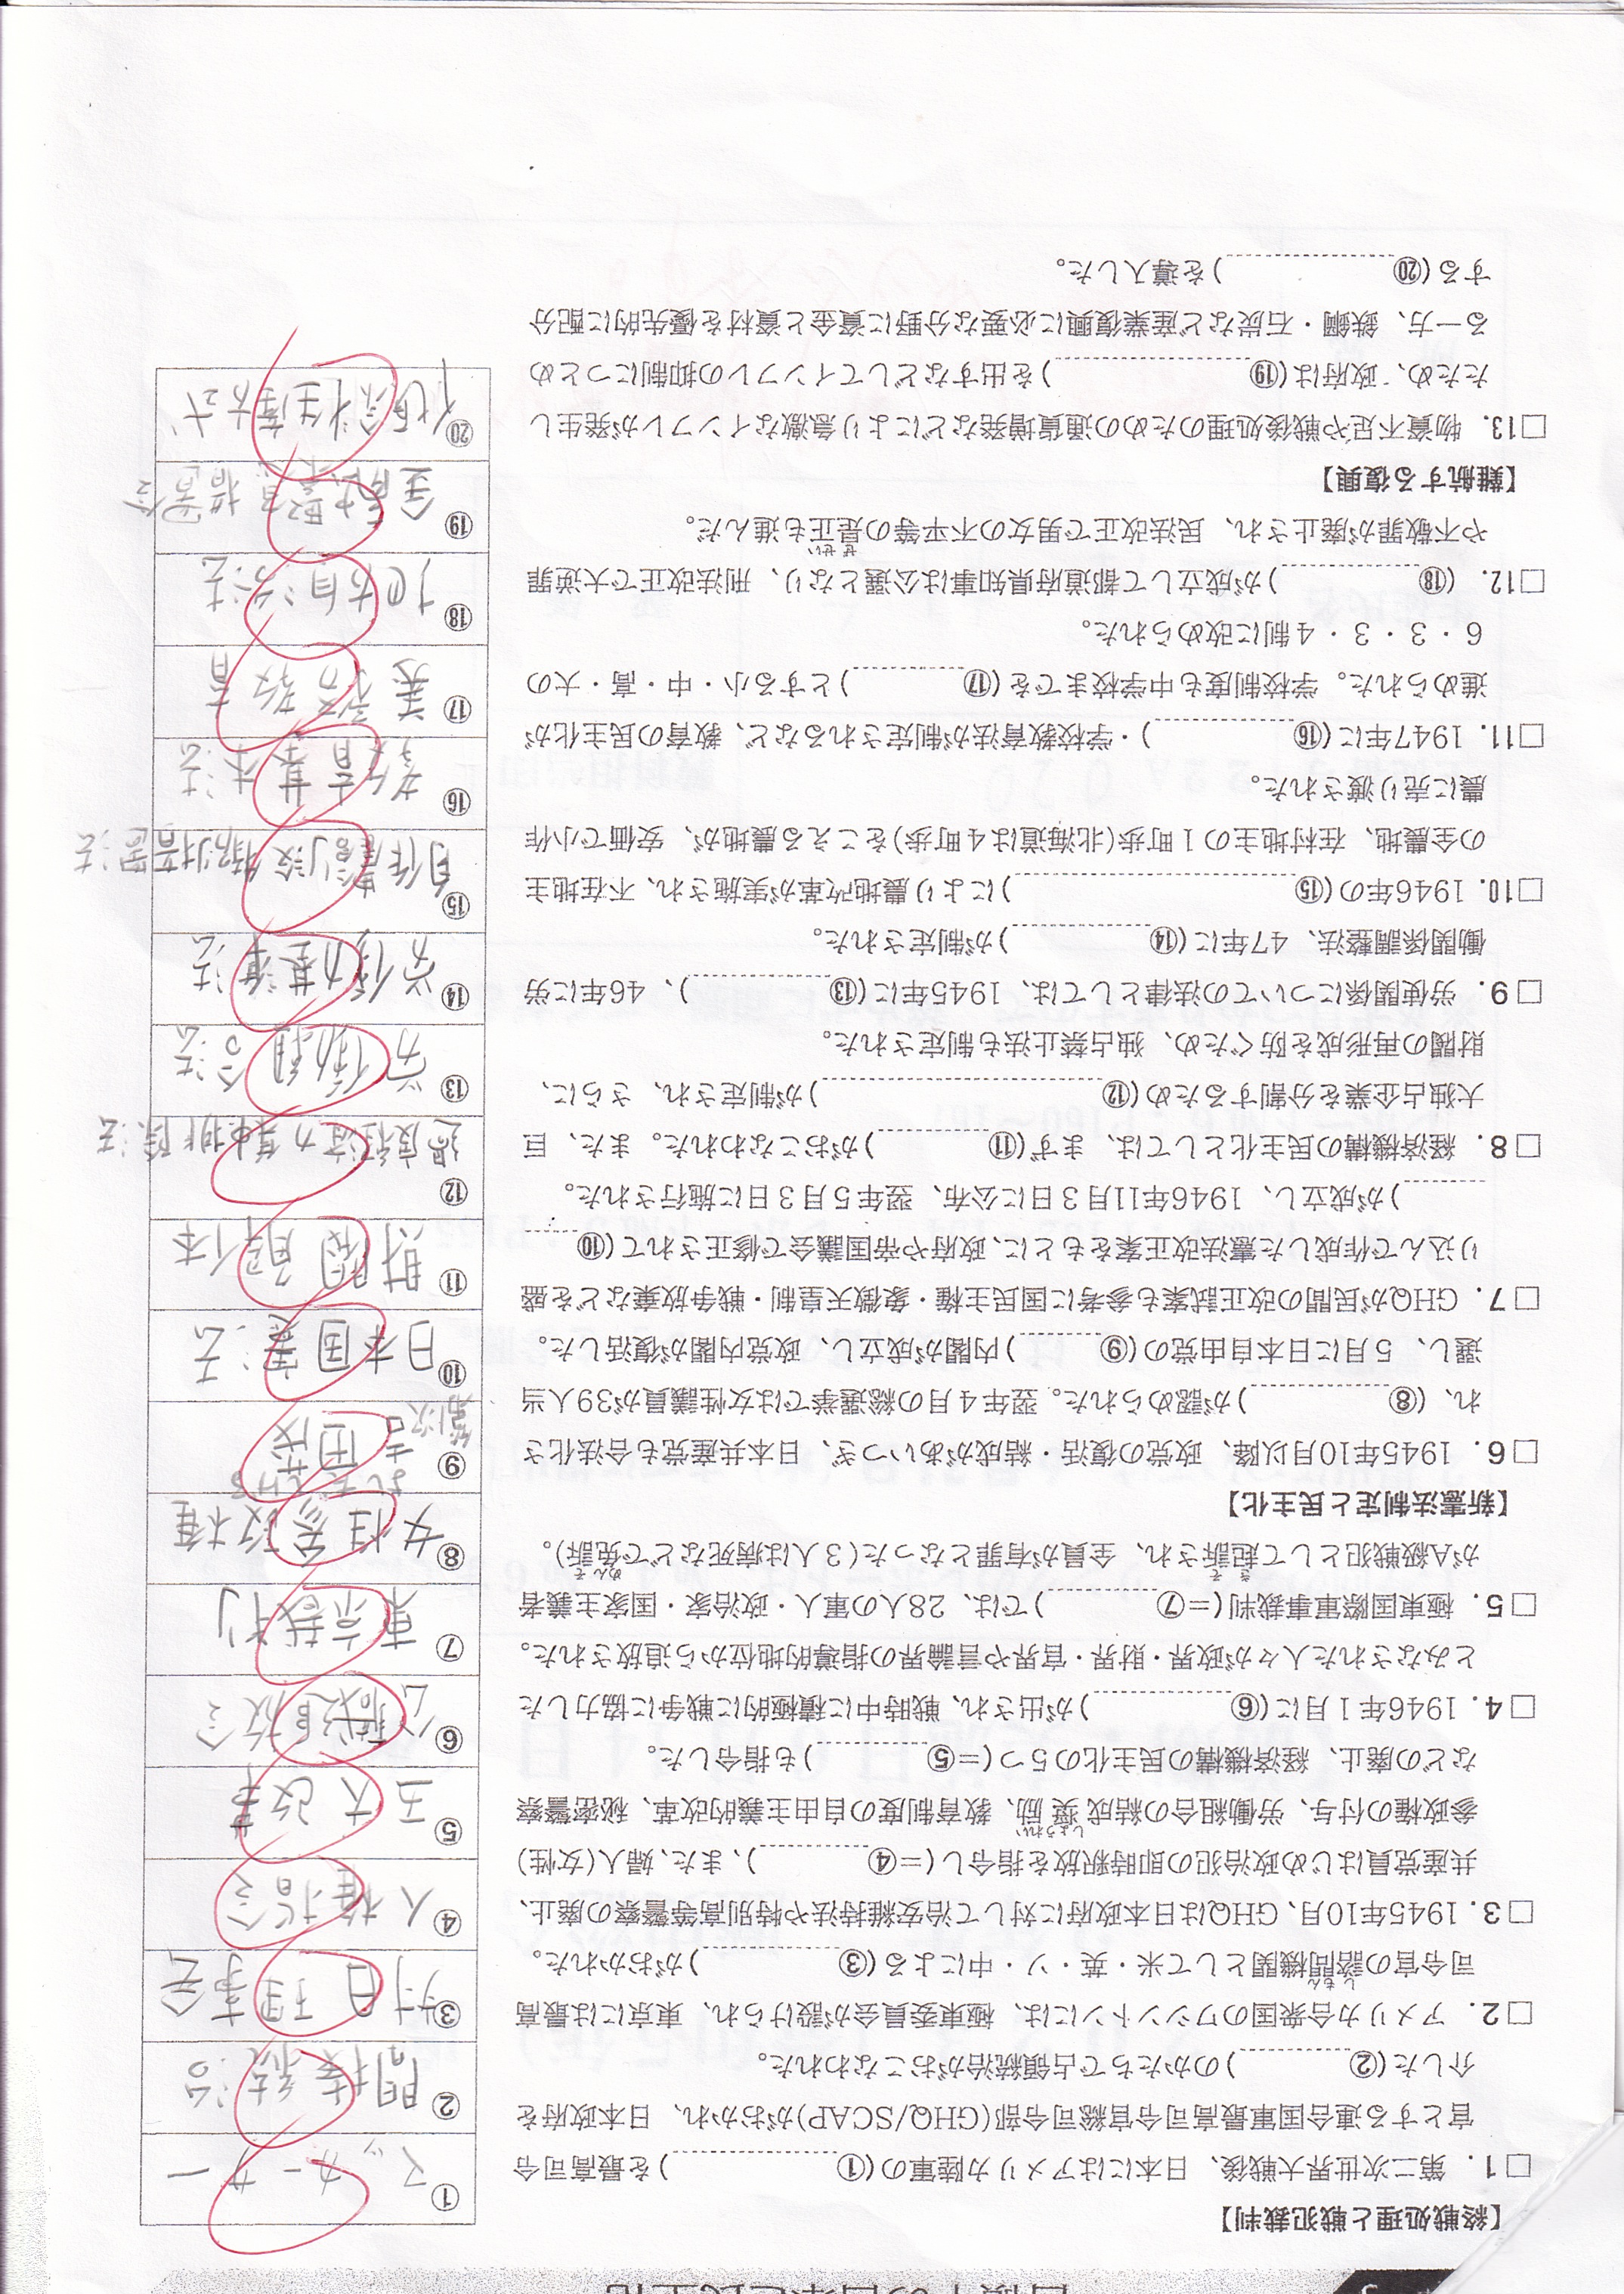 【終戦処理と戦犯裁判】
□1．第二次世界大戦後、日本にはアメリカ陸軍の（①　　　）を最高司令
官とする連合国軍最高司令官総司令部（GHQ/SCAP）がおかれ、日本政府を
介した（②　　　）のかたちで占領統治がおこなわれた。
□2．アメリカ合衆国のワシントンには、極東委員会が設けられ、東京には最高
司令官の諮問機関として米・英・ソ・中による（③　　　）がおかれた。
しもん
□3．1945年10月、GHQは日本政府に対して治安維持法や特別高等警察の廃止、
共産党員はじめ政治犯の即時釈放を指令し（＝④　　　）、また、婦人（女性）
参政権の付与、労働組合の結成奨励、教育制度の自由主義的改革、秘密警察
しょうれい
などの廃止、経済機構の民主化の5つ（＝⑤　　　）も指令した。
□4．1946年1月に（⑥　　　）が出され、戦時中に積極的に戦争に協力した
とみなされた人々が政界・財界・官界や言論界の指導的地位から追放された。
□5．極東国際軍事裁判（＝⑦　　　）では、28人の軍人・政治家・国家主義者
がA級戦犯として起訴され、全員が有罪となった（3人は病死などで免訴）。
きそ
めんそ
【新憲法制定と民主化】
□6．1945年10月以降、政党の復活・結成があいつぎ、日本共産党も合法化さ
れ、（⑧　　　）が認められた。翌年4月の総選挙では女性議員が39人当
選し、5月に日本自由党の（⑨　　　）内閣が成立し、政党内閣が復活した。
□7．GHQが民間の改正試案も参考に国民主権・象徴天皇制・戦争放棄などを盛
り込んで作成した憲法改正案をもとに、政府や帝国議会で修正されて（⑩
　　　）が成立し、1946年11月3日に公布、翌年5月3日に施行された。
□8．経済機構の民主化としては、まず（⑪　　　）がおこなわれた。また、巨
大独占企業を分割するため（⑫　　　）が制定され、さらに、
財閥の再形成を防ぐため、独占禁止法も制定された。
□9．労使関係についての法律としては、1945年に（⑬　　　）、46年に労
働関係調整法、47年に（⑭　　　）が制定された。
□10．1946年の（⑮　　　）により農地改革が実施され、不在地主
の全農地、在村地主の1町歩（北海道は4町歩）をこえる農地が、安価で小作
農に売り渡された。
□11．1947年に（⑯　　　）・学校教育法が制定されるなど、教育の民主化が
進められた。学校制度も中学校までを（⑰　　　）とする小・中・高・大の
6・3・3・4制に改められた。
□12．（⑱　　　）が成立して都道府県知事は公選となり、刑法改正で大逆罪
や不敬罪が廃止され、民法改正で男女の不平等の是正も進んだ。
ぜせい
【難航する復興】
□13．物資不足や戦後処理のための通貨増発などにより急激なインフレが発生し
たため、政府は（⑲　　　）を出すなどしてインフレの抑制につとめ
る一方、鉄鋼・石炭など産業復興に必要な分野に資金と資材を優先的に配分
する（⑳　　　）を導入した。
① マッカーサー
② 間接統治
③ 対日理事会
④ 人権指令
⑤ 五大改革
⑥ 公職追放令
⑦ 東京裁判
⑧ 女性参政権
⑨ 第1次 吉田茂
よしだしげる
⑩ 日本国憲法
⑪ 財閥解体
⑫ 過度経済力集中排除法
⑬ 労働組合法
⑭ 労働基準法
⑮ 自作農創設特別措置法
⑯ 教育基本法
⑰ 義務教育
⑱ 地方自治法
⑲ 金融緊急措置令
⑳ 傾斜生産方式